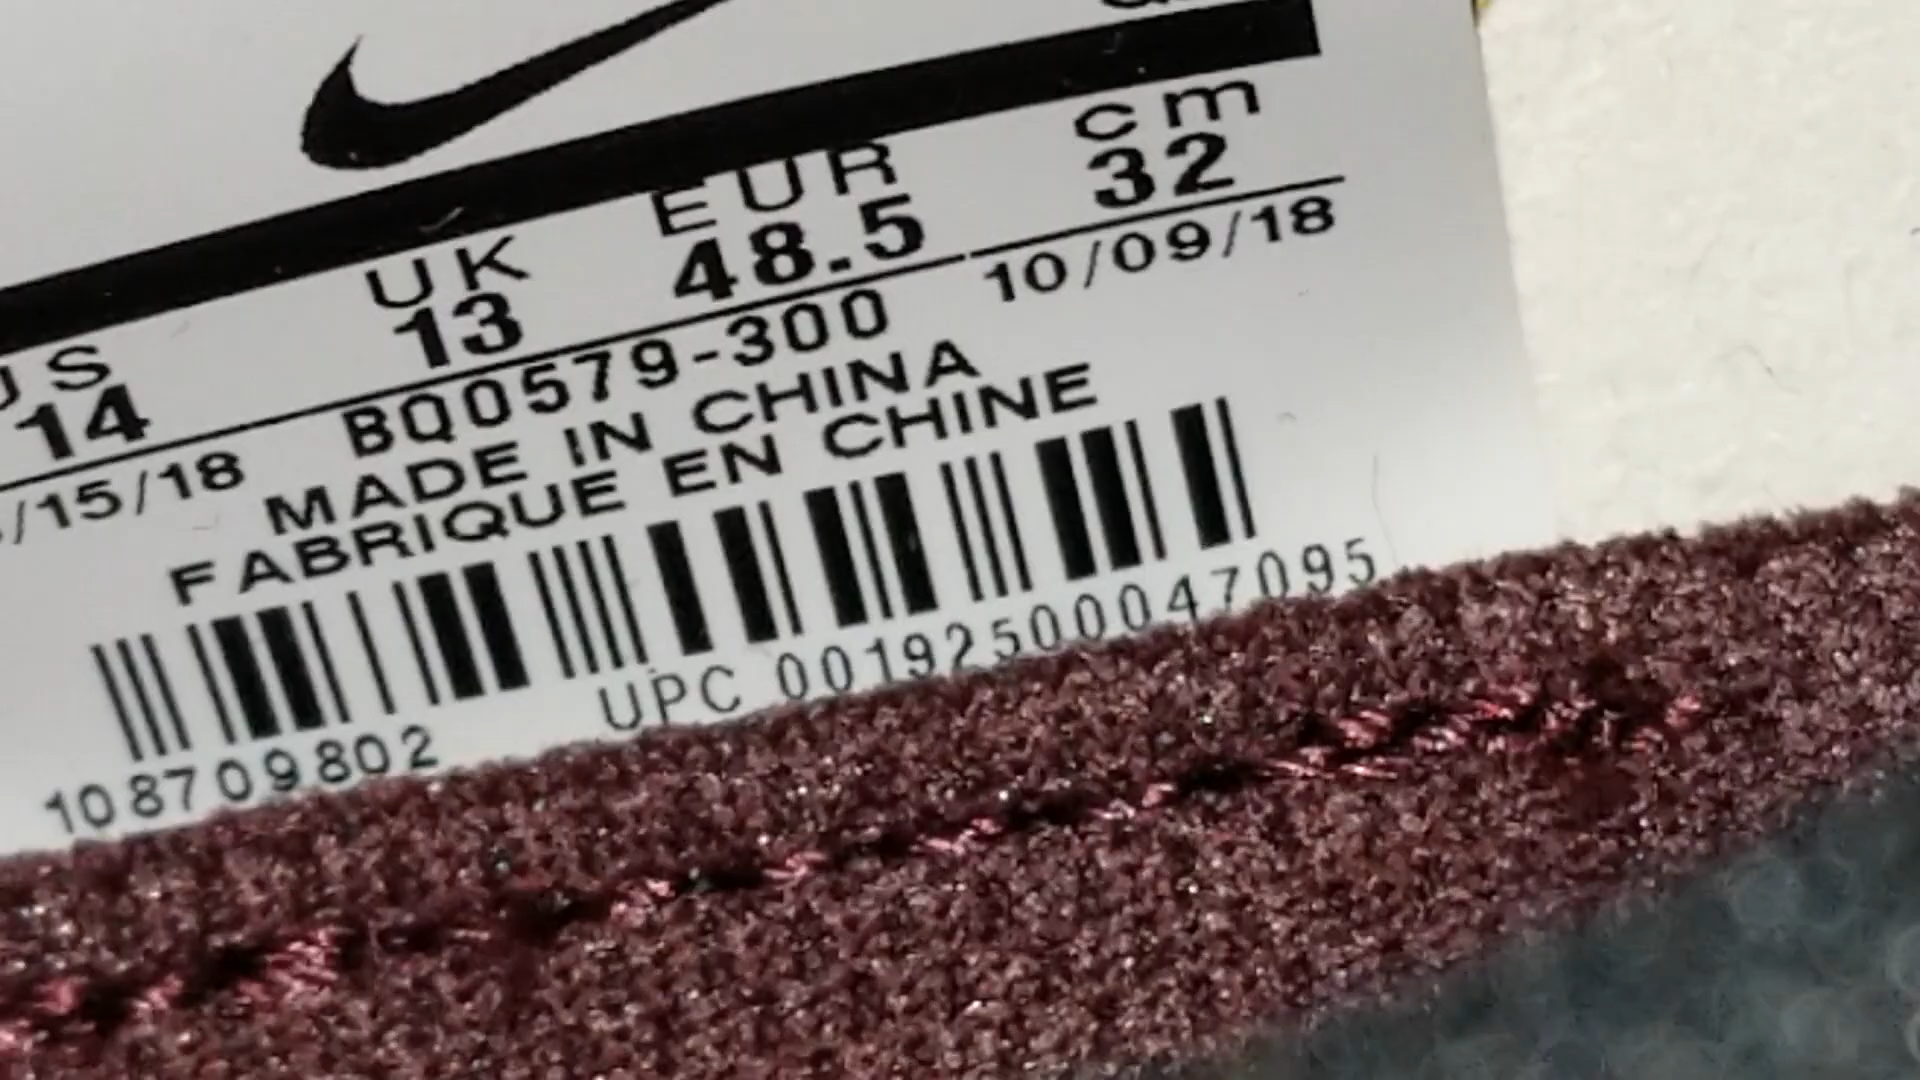 US UK EUR cm
14 13 48.5 32
/15/18 BQ0579-300 10/09/18
MADE IN CHINA
FABRIQUE EN CHINE
108709802 UPC 00192500047095